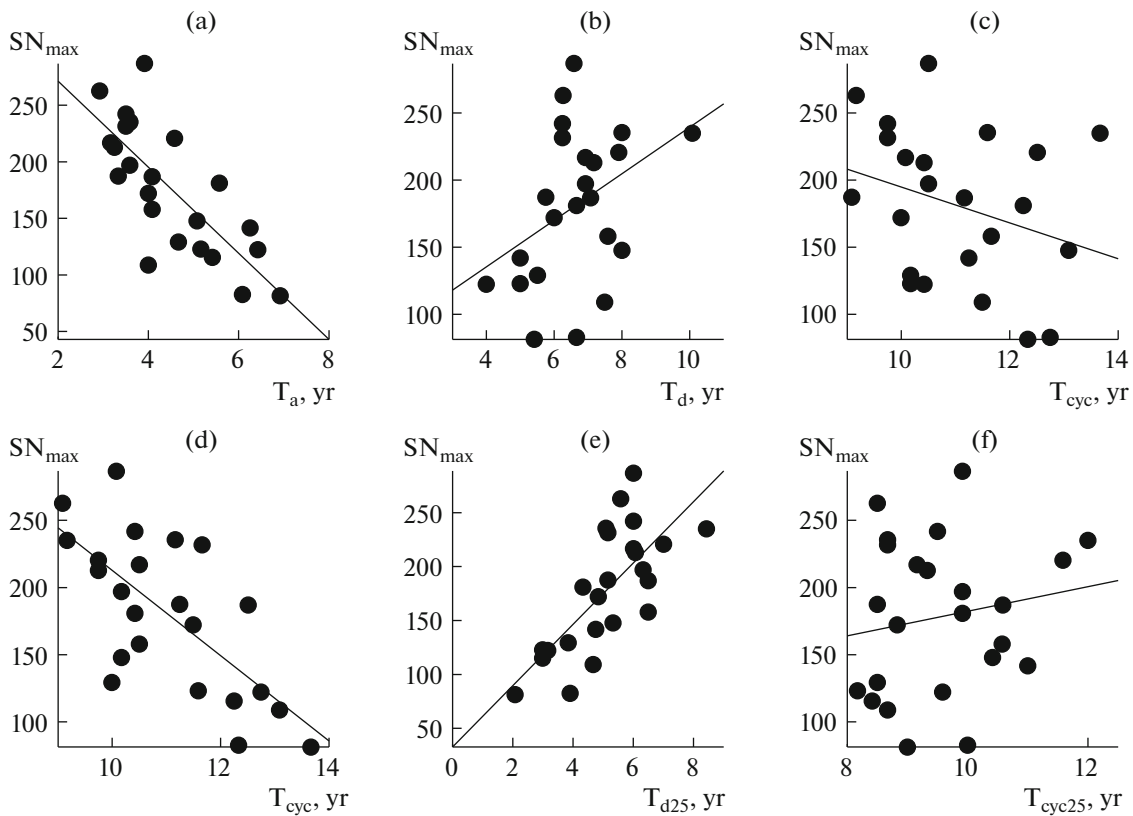 (a)
SN_max
250
200
150
100
50
2 4 6 8
T_a, yr
(b)
SN_max
250
200
150
100
4 6 8 10
T_d, yr
(c)
SN_max
250
200
150
100
10 12 14
T_cyc, yr
(d)
SN_max
250
200
150
100
10 12 14
T_cyc, yr
(e)
SN_max
250
200
150
100
50
0 2 4 6 8
T_d25, yr
(f)
SN_max
250
200
150
100
8 10 12
T_cyc25, yr